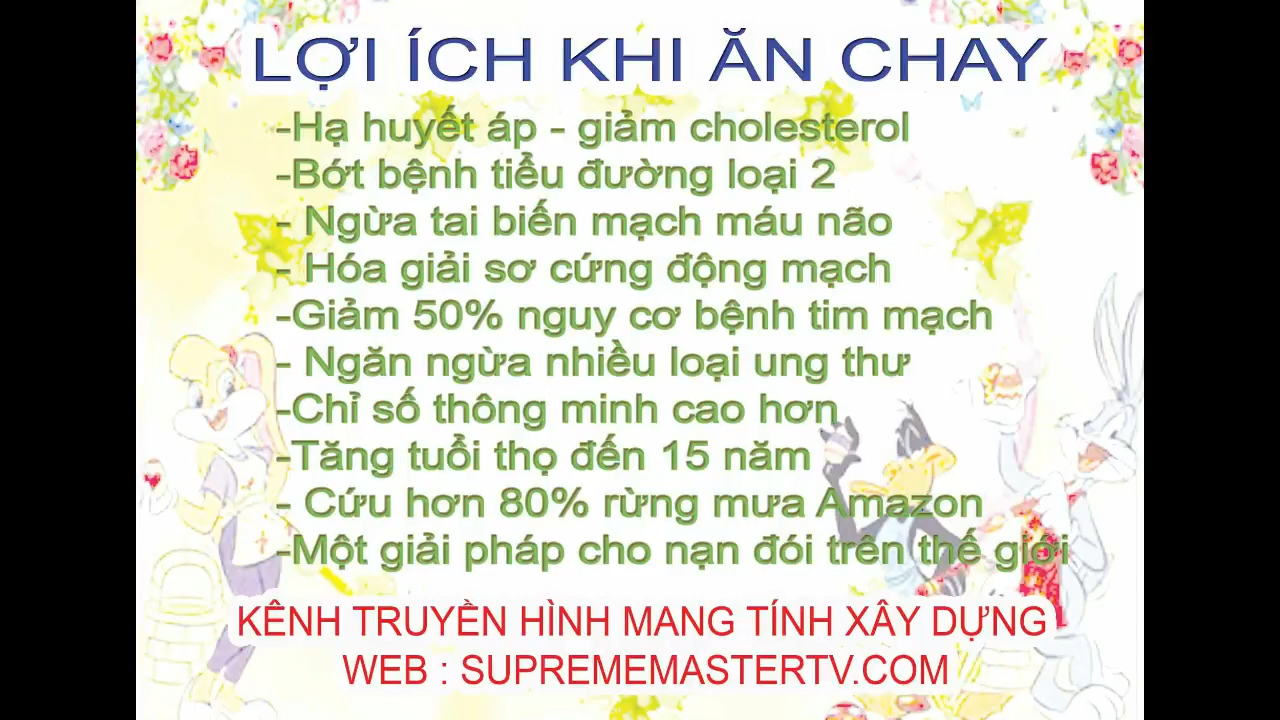 LỢI ÍCH KHI ĂN CHAY
-Hạ huyết áp - giảm cholesterol
-Bớt bệnh tiểu đường loại 2
- Ngừa tai biến mạch máu não
- Hóa giải sơ cứng động mạch
-Giảm 50% nguy cơ bệnh tim mạch
- Ngăn ngừa nhiều loại ung thư
-Chỉ số thông minh cao hơn
-Tăng tuổi thọ đến 15 năm
- Cứu hơn 80% rừng mưa Amazon
-Một giải pháp cho nạn đói trên thế giới
KÊNH TRUYỀN HÌNH MANG TÍNH XÂY DỰNG
WEB : SUPREMEMASTERTV.COM